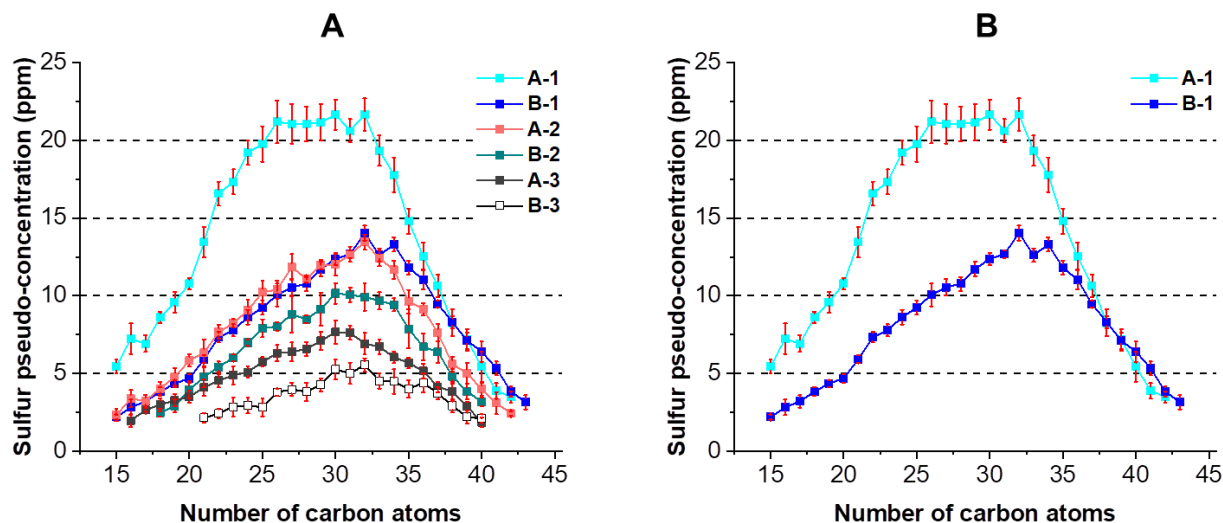 A
Sulfur pseudo-concentration (ppm)
25
20
15
10
5
0
A-1
B-1
A-2
B-2
A-3
B-3
15 20 25 30 35 40 45
Number of carbon atoms
B
Sulfur pseudo-concentration (ppm)
25
20
15
10
5
0
A-1
B-1
15 20 25 30 35 40 45
Number of carbon atoms